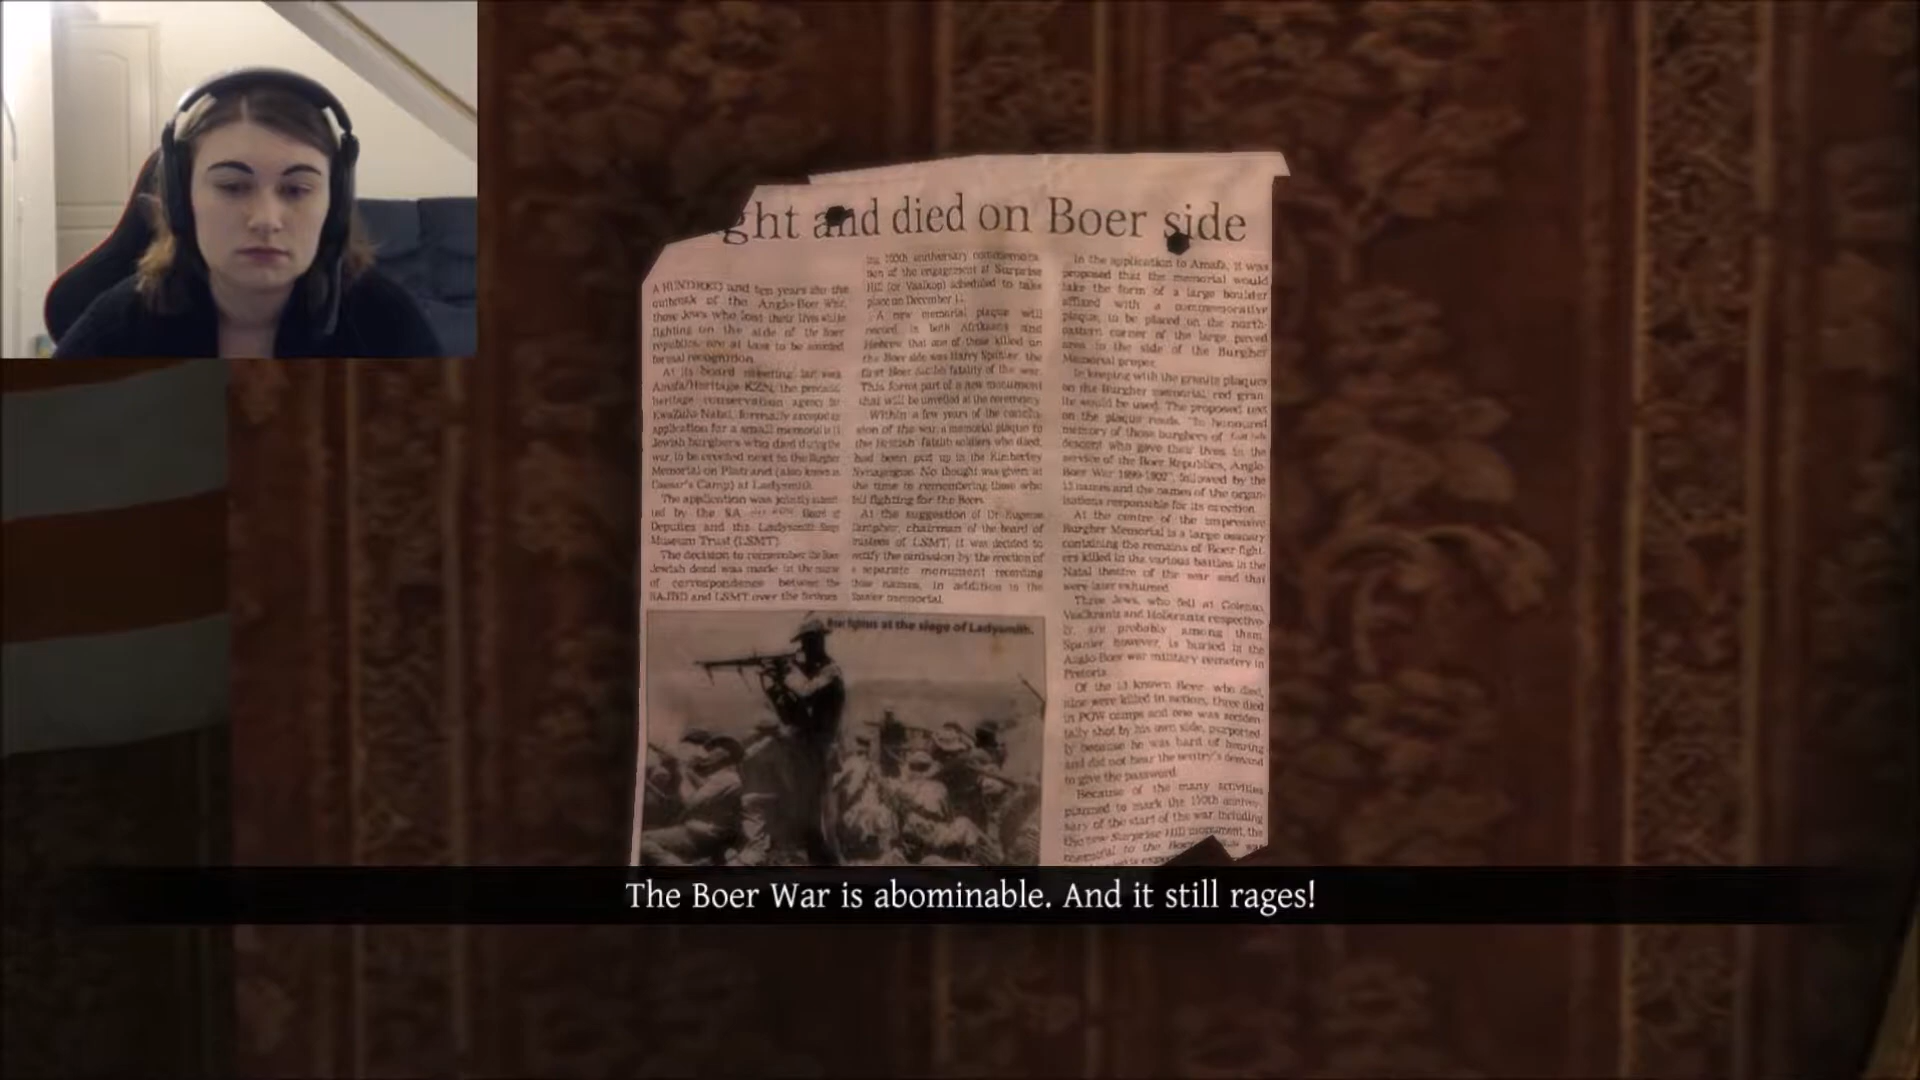 ght and died on Boer side
A HUNDRED and ten years after the
outbreak of the Anglo-Boer War,
those Jews who lost their lives while
fighting on the side of the Boer
republics, are at last to be awarded
formal recognition.
At its board meeting last week
Amafa/Heritage KZN, the provincial
heritage conservation agency for
KwaZulu Natal, formally
application for a small memorial to 13
Jewish burghers who died during the
war, to be erected next to the Burgher
Memorial on Platrand (also known as
Caesar's Camp) at Ladysmith.
The application was jointly submit-
ted by the SA Board of
Deputies and the Ladysmith Siege
Museum Trust (LSMT).
The decision to remember the Boer
Jewish dead was made in the course
of correspondence between the
SAJBD and LSMT over the
ing 100th anniversary commemora-
tion of the engagement at Surprise
Hill (or Vaalkop) scheduled to take
place on December 11.
A new memorial plaque will
record in both Afrikaans and
Hebrew that one of those killed on
the Boer side was Harry Spanier, the
first Boer fatality of the war.
This forms part of a new monument
that will be unveiled at the ceremony.
Within a few years of the conclu-
sion of the war, a memorial plaque to
the British soldiers who died,
had been put up in the Kimberley
Synagogue. No thought was given at
the time to remembering those who
fell fighting for the Boers.
At the suggestion of Dr
chairman of the board of
trustees of LSMT, it was decided to
rectify the omission by the erection of
a separate monument recording
their names, in addition to the
Spanier memorial.
In the application to Amafa, it was
proposed that the memorial would
take the form of a large boulder
affixed with a commemorative
plaque, to be placed on the north-
eastern corner of the large paved
area to the side of the Burgher
Memorial proper.
In keeping with the granite plaques
on the Burgher memorial, red gran-
ite would be used. The proposed text
on the plaque reads, "In honoured
memory of those burghers of
descent who gave their lives in the
service of the Boer Republics, Anglo-
Boer War 1899-1902", followed by the
13 names and the names of the organ-
isations responsible for its erection.
At the centre of the impressive
Burgher Memorial is a large ossuary
containing the remains of Boer fight-
ers killed in the various battles in the
Natal theatre of the war and that
were later exhumed.
Three Jews, who fell at Colenso,
Vaalkrantz and respective-
ly, are probably among them.
Spanier however, is buried in the
Anglo-Boer war military cemetery in
Pretoria.
Of the 13 known Boer who died,
nine were killed in action, three died
in POW camps and one was acciden-
tally shot by his own side, purported-
ly because he was hard of hearing
and did not hear the sentry's demand
to give the password.
Because of the many activities
planned to mark the 110th anniver-
sary of the start of the war including
the new Surprise Hill monument, the
memorial to the Boer
at the siege of Ladysmith.
The Boer War is abominable. And it still rages!